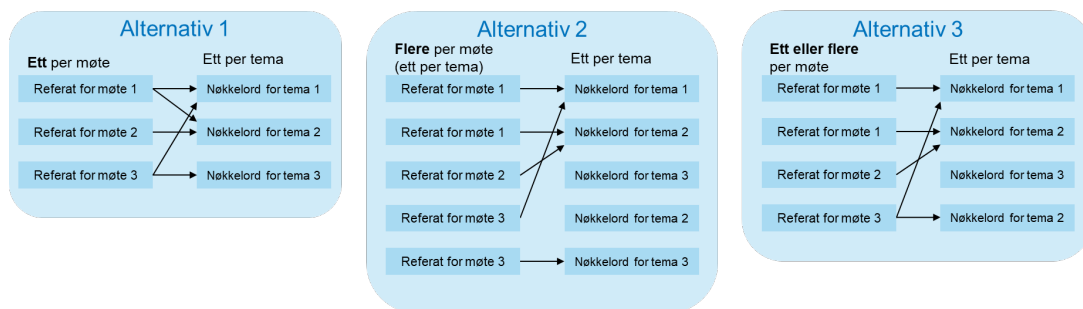 Alternativ 1
Ett per møte
Ett per tema
Referat for møte 1
Nøkkelord for tema 1
Referat for møte 2
Nøkkelord for tema 2
Referat for møte 3
Nøkkelord for tema 3
Alternativ 2
Flere per møte
(ett per tema)
Ett per tema
Referat for møte 1
Nøkkelord for tema 1
Referat for møte 1
Nøkkelord for tema 2
Referat for møte 2
Nøkkelord for tema 3
Referat for møte 3
Nøkkelord for tema 2
Referat for møte 3
Nøkkelord for tema 3
Alternativ 3
Ett eller flere
per møte
Ett per tema
Referat for møte 1
Nøkkelord for tema 1
Referat for møte 1
Nøkkelord for tema 2
Referat for møte 2
Nøkkelord for tema 3
Referat for møte 3
Nøkkelord for tema 2